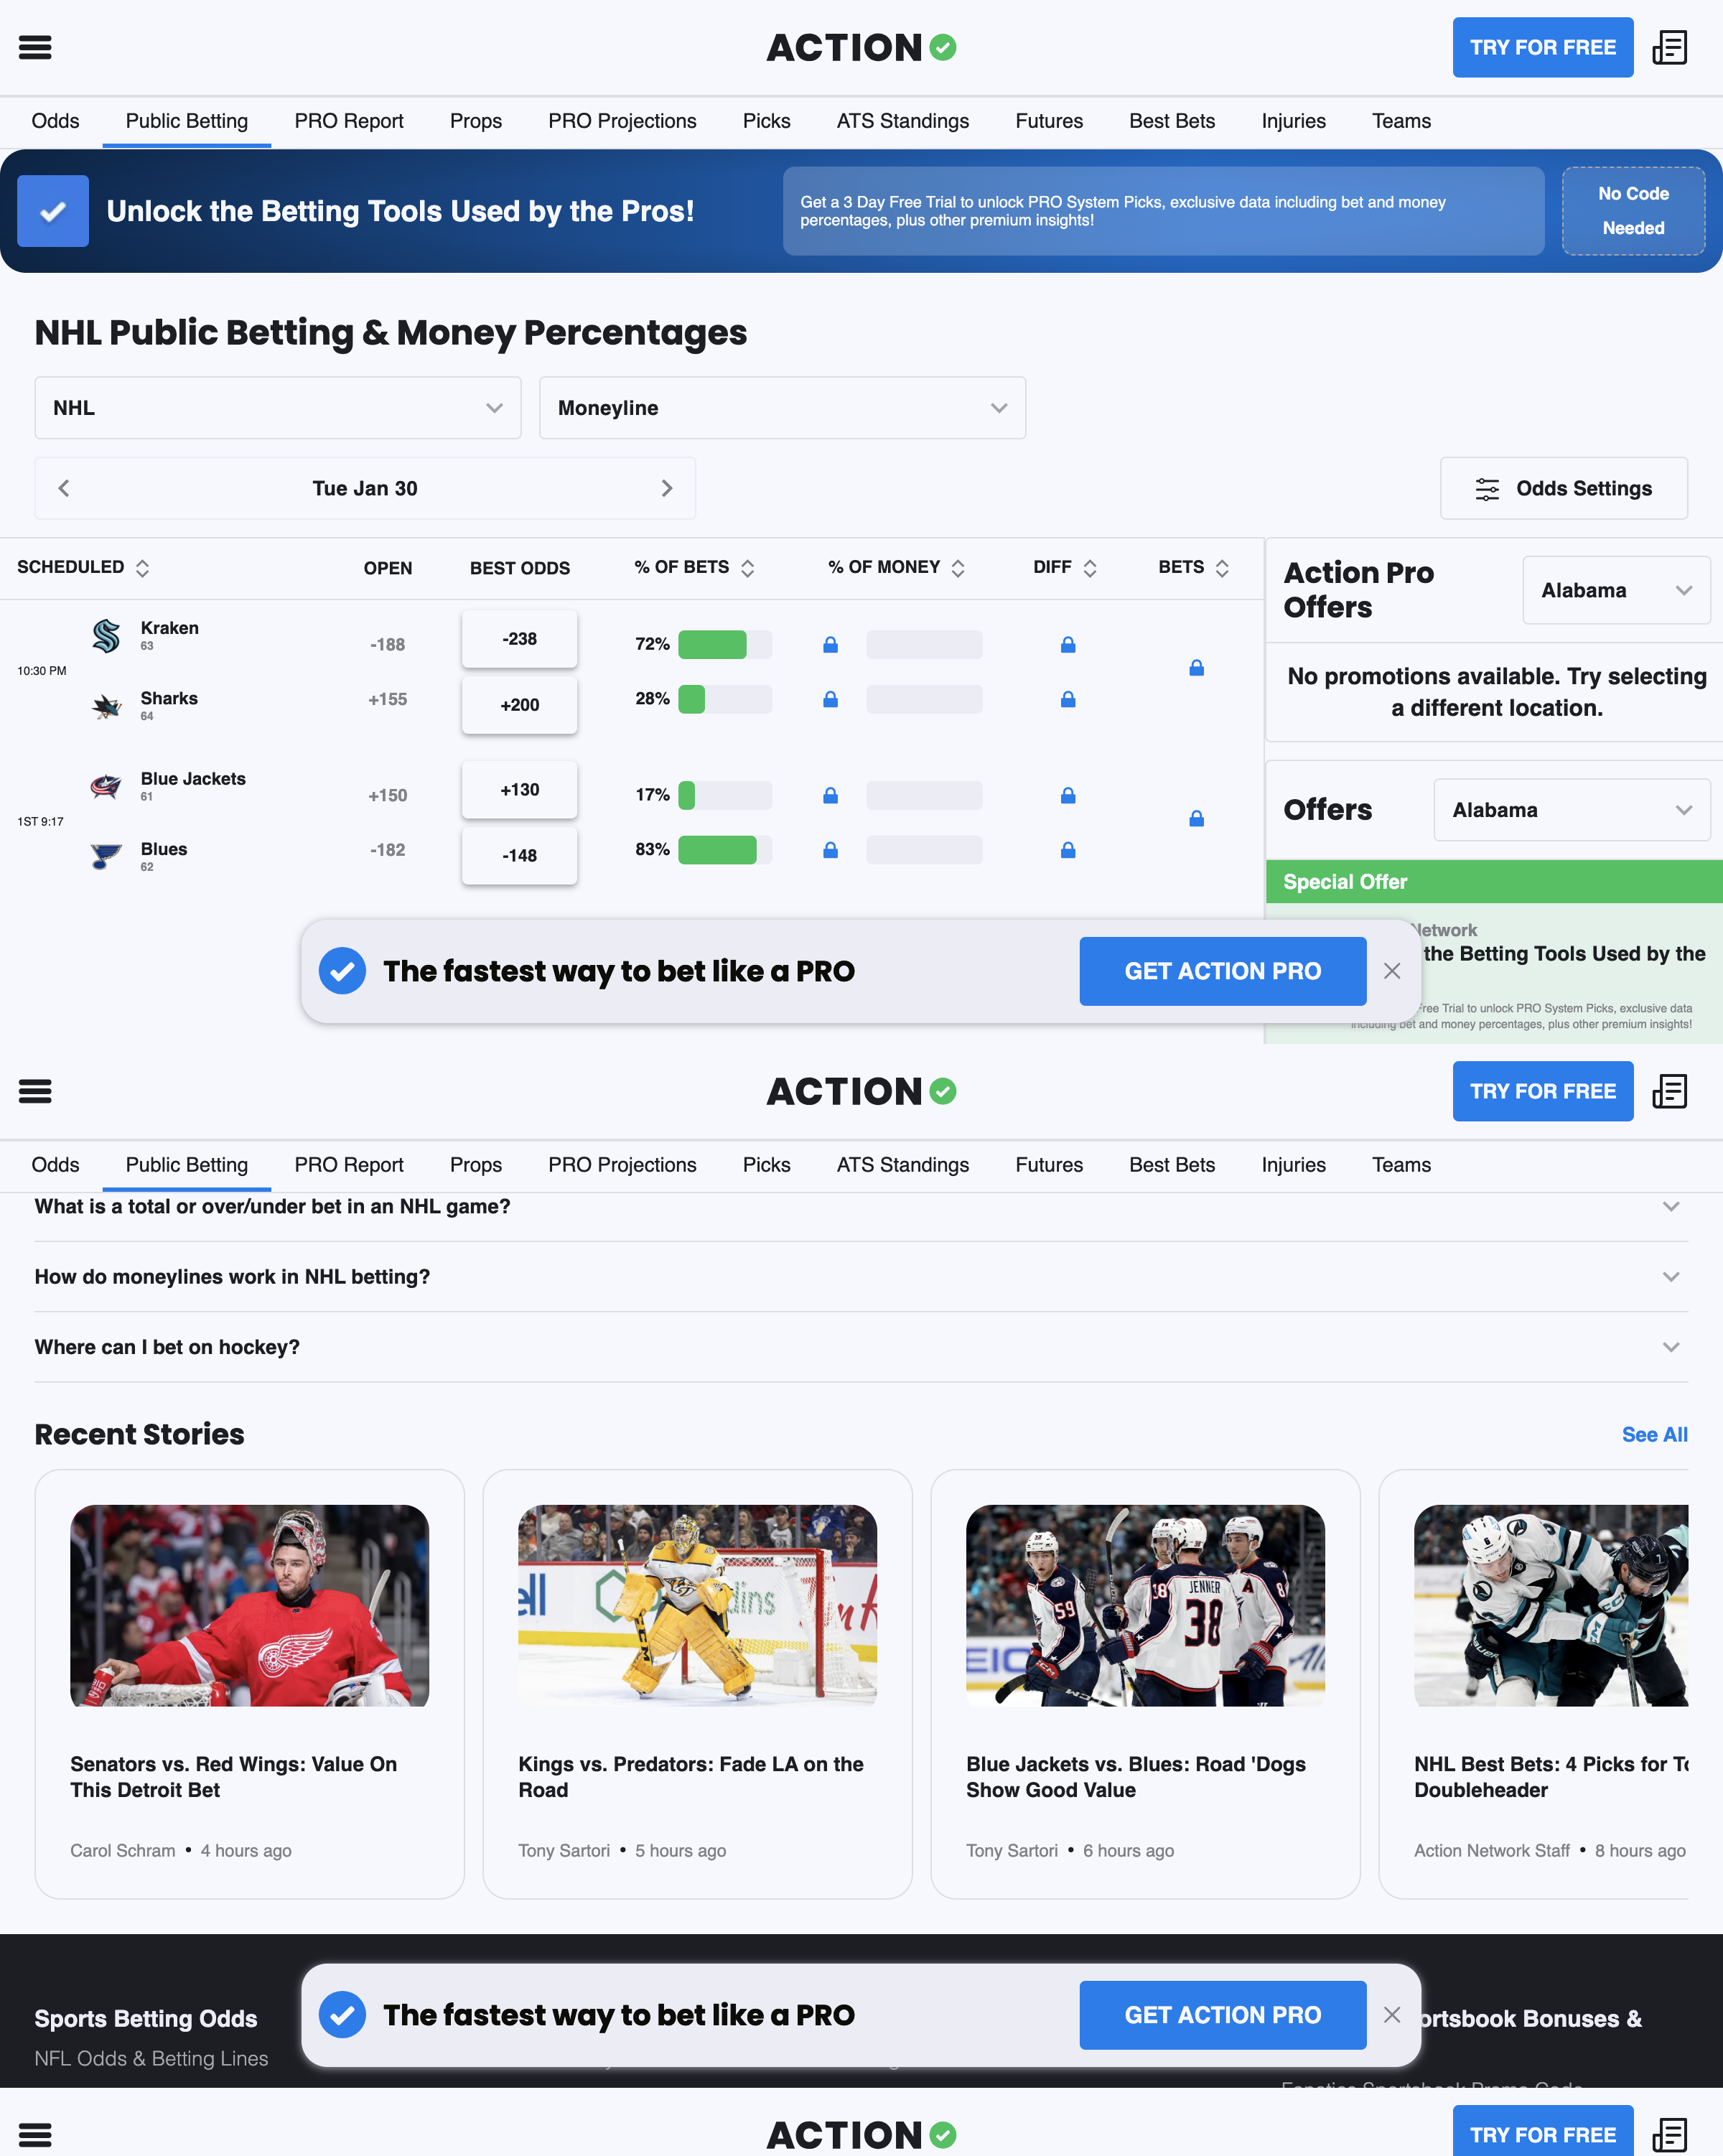 ACTION
TRY FOR FREE
Odds Public Betting PRO Report Props PRO Projections Picks ATS Standings Futures Best Bets Injuries Teams
Unlock the Betting Tools Used by the Pros!
Get a 3 Day Free Trial to unlock PRO System Picks, exclusive data including bet and money
percentages, plus other premium insights!
No Code
Needed
NHL Public Betting & Money Percentages
NHL
Moneyline
Tue Jan 30
Odds Settings
SCHEDULED OPEN BEST ODDS % OF BETS % OF MONEY DIFF BETS
Kraken
63
-188 -238 72%
10:30 PM
Sharks
64
+155 +200 28%
Blue Jackets
61
+150 +130 17%
1ST 9:17
Blues
62
-182 -148 83%
Action Pro
Offers
Alabama
No promotions available. Try selecting
a different location.
Offers
Alabama
Special Offer
Network
the Betting Tools Used by the
Free Trial to unlock PRO System Picks, exclusive data
including bet and money percentages, plus other premium insights!
The fastest way to bet like a PRO
GET ACTION PRO
ACTION
TRY FOR FREE
Odds Public Betting PRO Report Props PRO Projections Picks ATS Standings Futures Best Bets Injuries Teams
What is a total or over/under bet in an NHL game?
How do moneylines work in NHL betting?
Where can I bet on hockey?
Recent Stories
See All
59
38
JENNER
38
A
8
6
7
Senators vs. Red Wings: Value On
This Detroit Bet
Carol Schram • 4 hours ago
Kings vs. Predators: Fade LA on the
Road
Tony Sartori • 5 hours ago
Blue Jackets vs. Blues: Road 'Dogs
Show Good Value
Tony Sartori • 6 hours ago
NHL Best Bets: 4 Picks for
Doubleheader
Action Network Staff • 8 hours ago
Sports Betting Odds
NFL Odds & Betting Lines
The fastest way to bet like a PRO
GET ACTION PRO
Bonuses &
ACTION
TRY FOR FREE